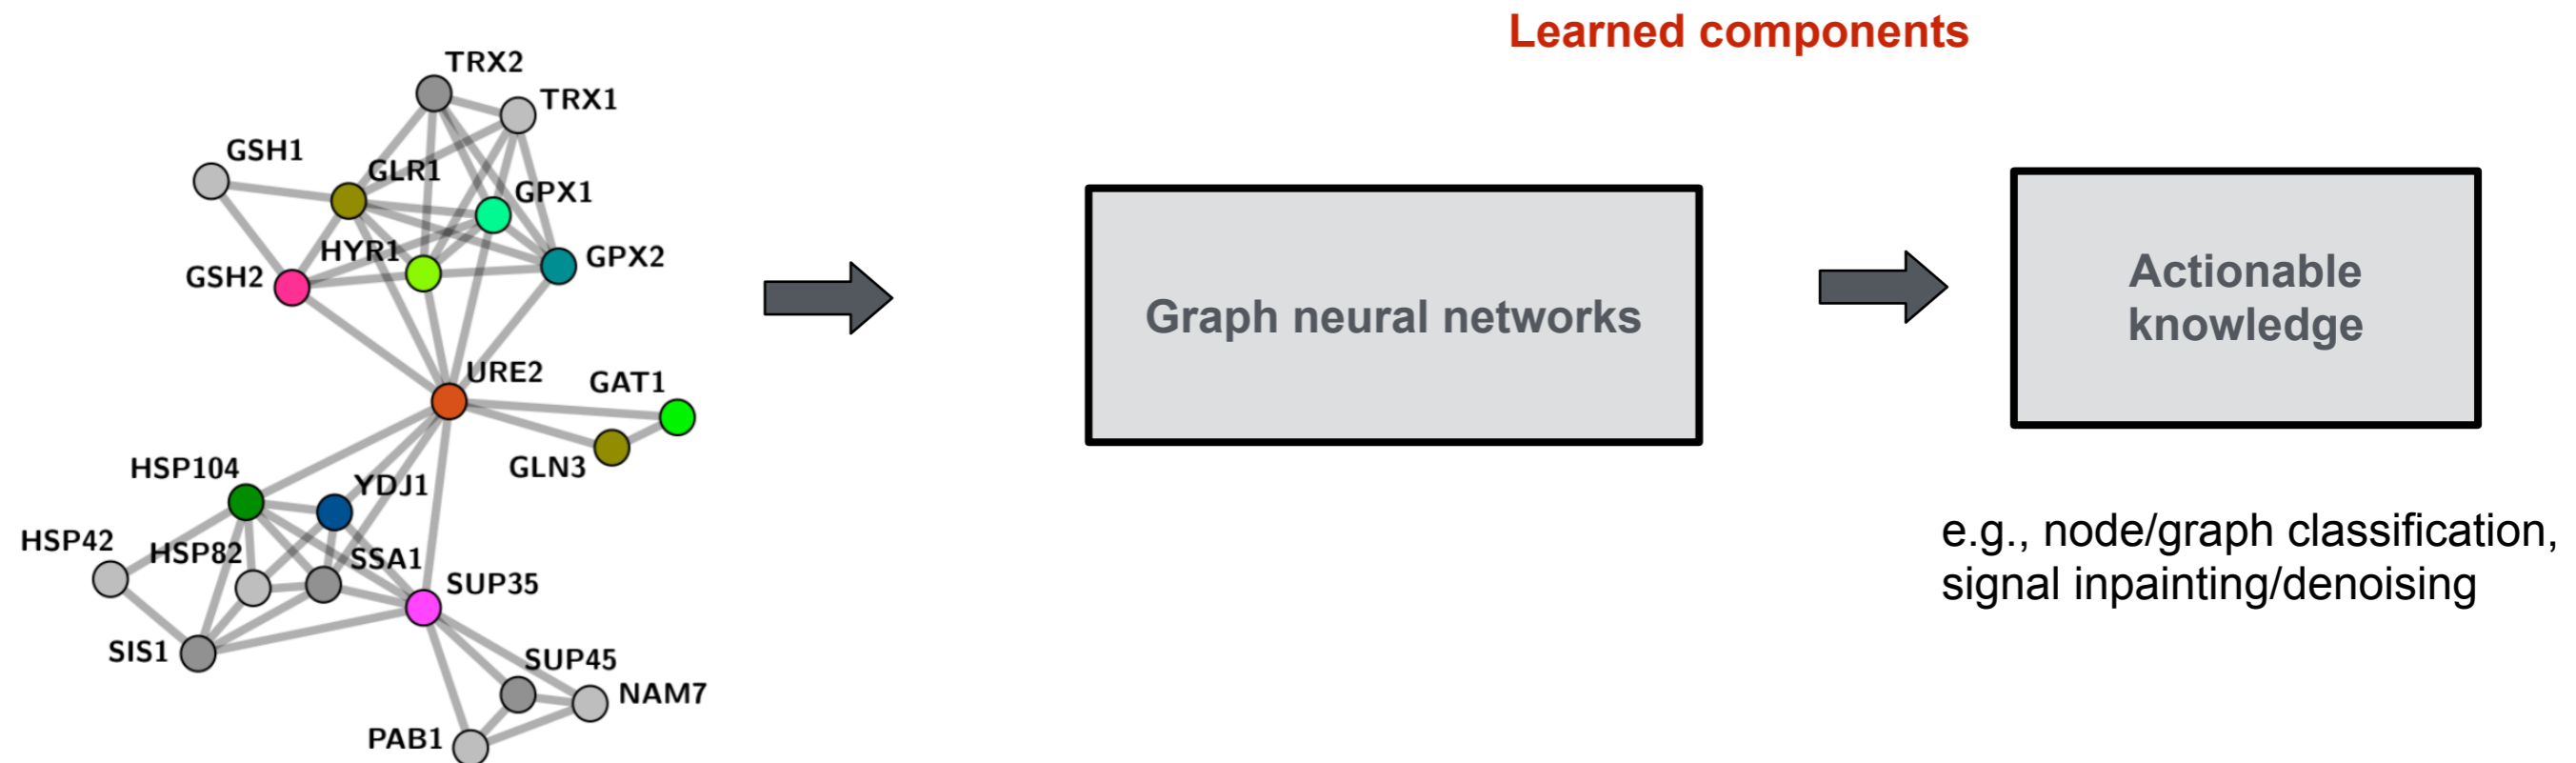 Learned components
TRX2
TRX1
GSH1
GLR1
GPX1
HYR1
GPX2
GSH2
URE2
GAT1
GLN3
HSP104
YDJ1
HSP42
HSP82
SSA1
SUP35
SIS1
SUP45
NAM7
PAB1
Graph neural networks
Actionable
knowledge
e.g., node/graph classification,
signal inpainting/denoising